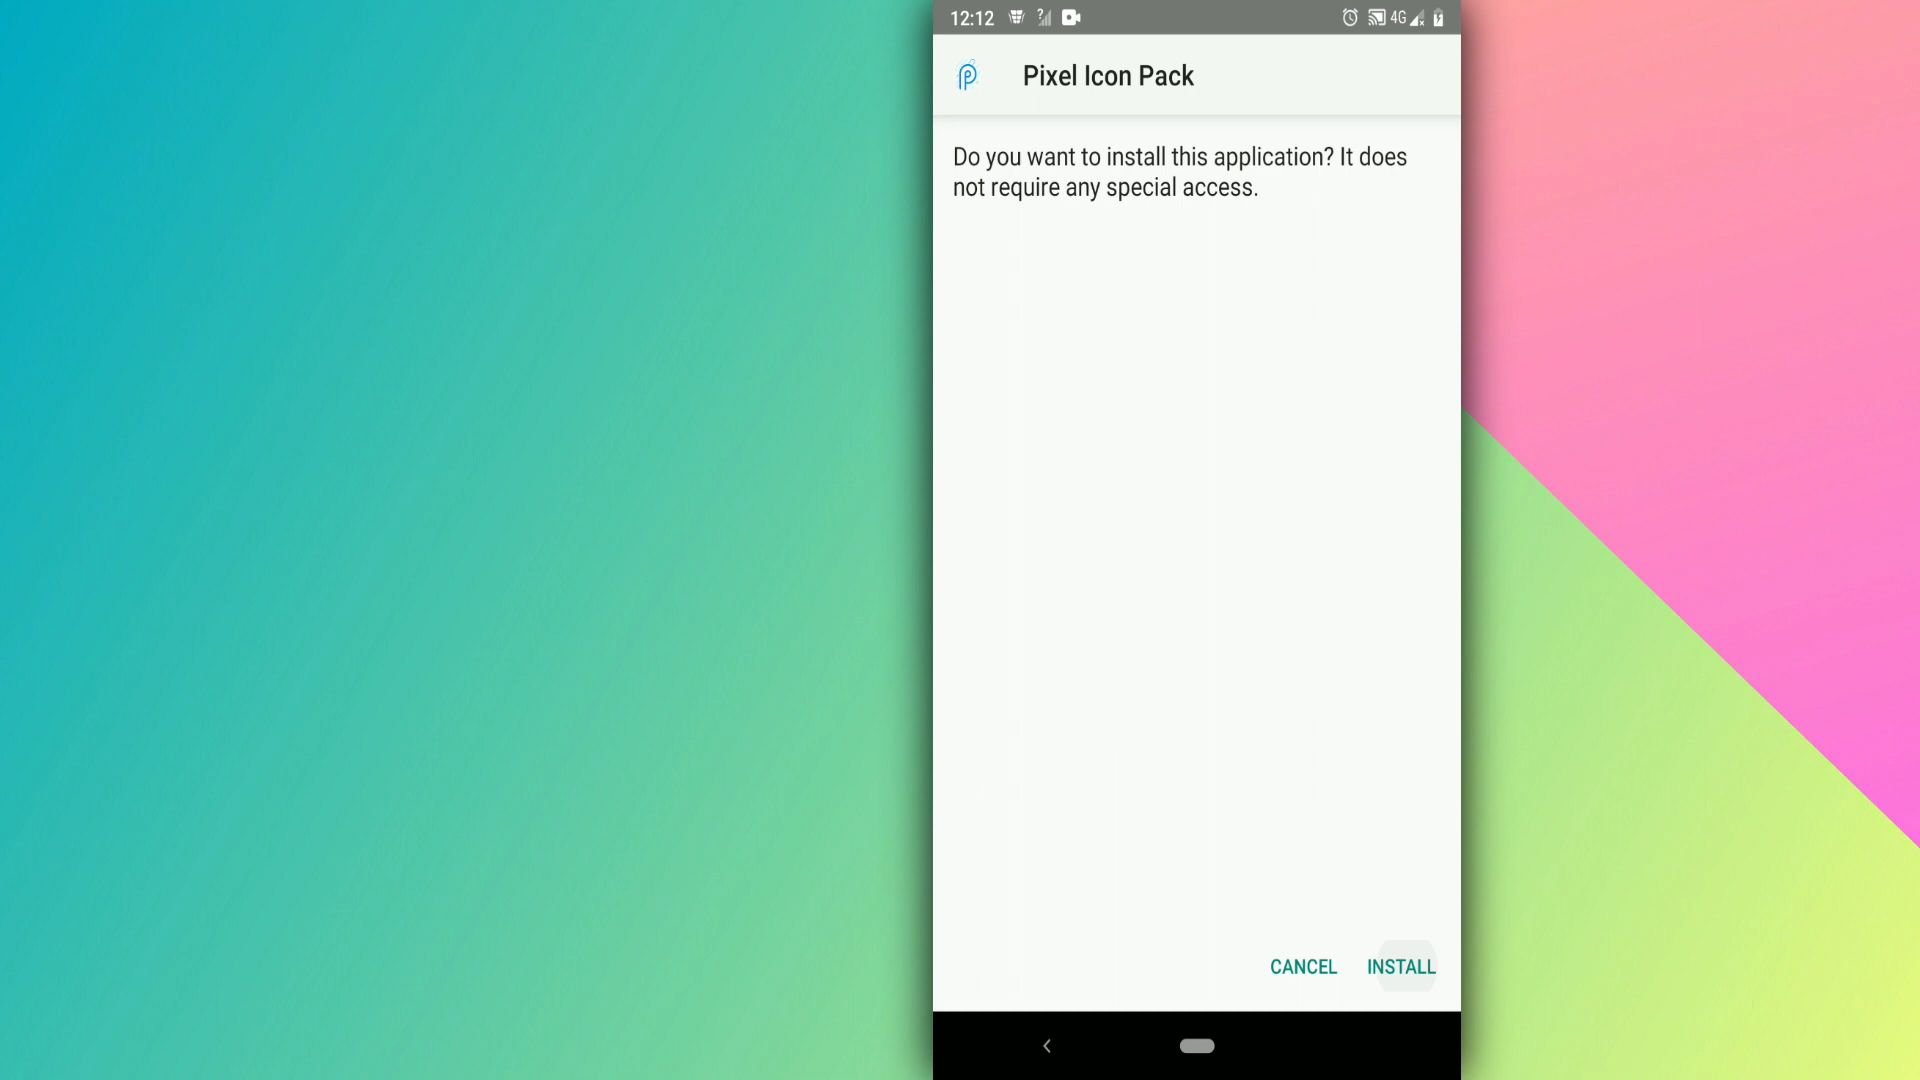 12:12
4G
Pixel Icon Pack
Do you want to install this application? It does
not require any special access.
CANCEL INSTALL